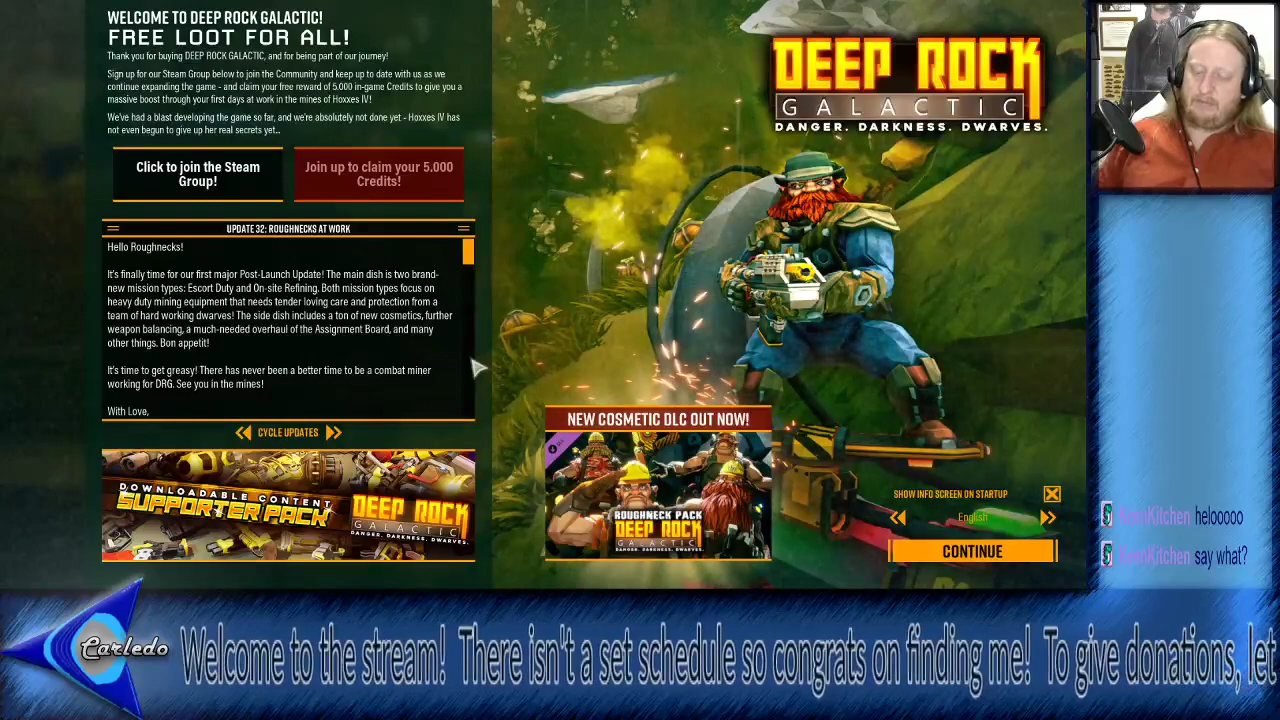 WELCOME TO DEEP ROCK GALACTIC!
FREE LOOT FOR ALL!
Thank you for buying DEEP ROCK GALACTIC, and for being part of our journey!
Sign up for our Steam Group below to join the Community and keep up to date with us as we
continue expanding the game - and claim your free reward of 5,000 in-game Credits to give you a
massive boost through your first days at work in the mines of Hoxxes IV!
We've had a blast developing the game so far, and we're absolutely not done yet - Hoxxes IV has
not even begun to give up her real secrets yet...
Click to join the Steam
Group!
Join up to claim your 5.000
Credits!
UPDATE 32: ROUGHNECKS AT WORK
Hello Roughnecks!
It's finally time for our first major Post-Launch Update! The main dish is two brand-
new mission types: Escort Duty and On-site Refining. Both mission types focus on
heavy duty mining equipment that needs tender loving care and protection from a
team of hard working dwarves! The side dish includes a ton of new cosmetics, further
weapon balancing, a much-needed overhaul of the Assignment Board, and many
other things. Bon appetit!
It's time to get greasy! There has never been a better time to be a combat miner
working for DRG. See you in the mines!
With Love,
CYCLE UPDATES
DOWNLOADABLE CONTENT
SUPPORTER PACK
DEEP ROCK
GALACTIC
DANGER. DARKNESS. DWARVES.
DEEP ROCK
GALACTIC
DANGER. DARKNESS. DWARVES.
NEW COSMETIC DLC OUT NOW!
ROUGHNECK PACK
DEEP ROCK
GALACTIC
DANGER. DARKNESS. DWARVES.
SHOW INFO SCREEN ON STARTUP
English
CONTINUE
helooooo
say what?
Carledo
Welcome to the stream! There isn't a set schedule so congrats on finding me! To give donations, let